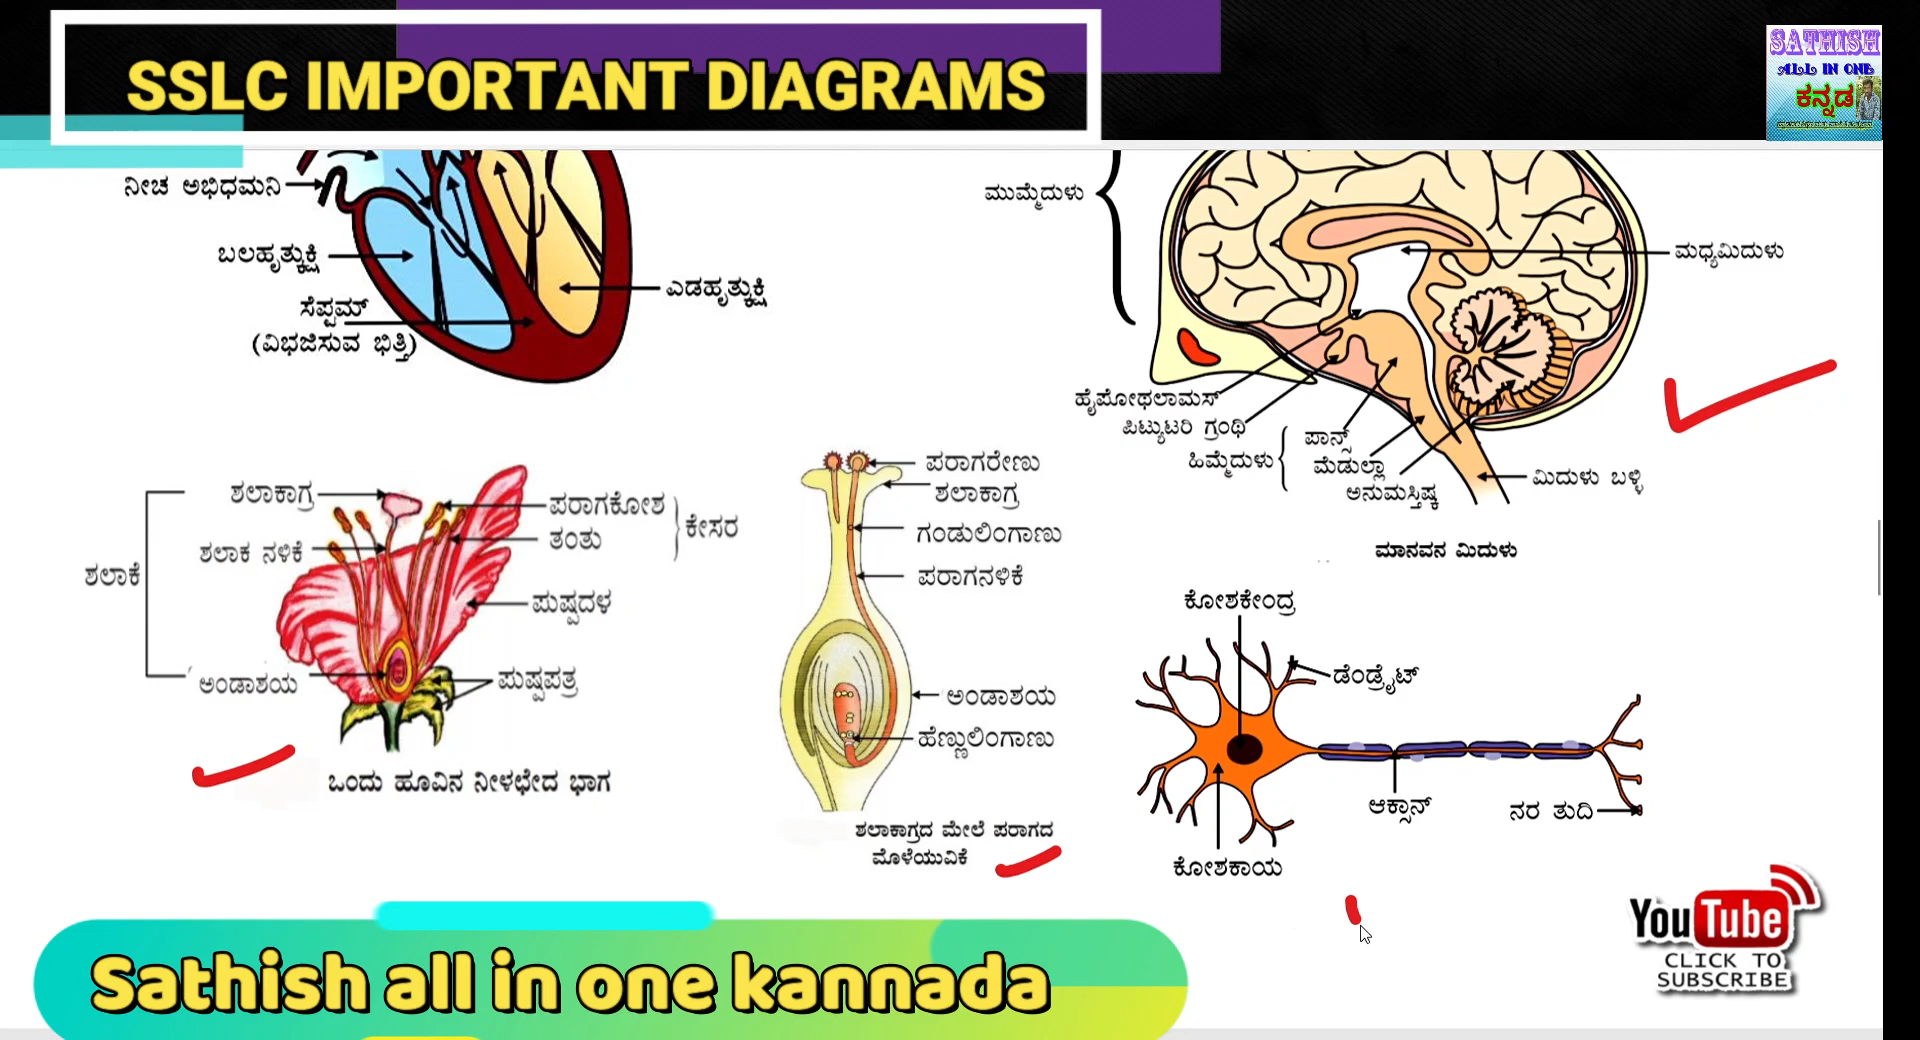 SSLC IMPORTANT DIAGRAMS
SATHISH
ALL IN ONE
ಕನ್ನಡ
ನೀಚ ಅಭಿಧಮನಿ
ಬಲಹೃತ್ಕುಕ್ಷಿ
ಸೆಪ್ಟಮ್
(ವಿಭಜಿಸುವ ಭಿತ್ತಿ)
ಎಡಹೃತ್ಕುಕ್ಷಿ
ಮುಮ್ಮೆದುಳು
ಮಧ್ಯಮಿದುಳು
ಹೈಪೋಥಲಾಮಸ್
ಪಿಟ್ಯುಟರಿ ಗ್ರಂಥಿ
ಹಿಮ್ಮೆದುಳು
ಪಾನ್ಸ್
ಮೆಡುಲ್ಲಾ
ಅನುಮಸ್ತಿಷ್ಕ
ಮಿದುಳು ಬಳ್ಳಿ
ಮಾನವನ ಮಿದುಳು
ಶಲಾಕಾಗ್ರ
ಶಲಾಕ ನಳಿಕೆ
ಶಲಾಕೆ
ಅಂಡಾಶಯ
ಪರಾಗಕೋಶ
ತಂತು
ಕೇಸರ
ಪುಷ್ಪದಳ
ಪುಷ್ಪಪತ್ರ
ಒಂದು ಹೂವಿನ ನೀಳಛೇದ ಭಾಗ
ಪರಾಗರೇಣು
ಶಲಾಕಾಗ್ರ
ಗಂಡುಲಿಂಗಾಣು
ಪರಾಗನಳಿಕೆ
ಅಂಡಾಶಯ
ಹೆಣ್ಣುಲಿಂಗಾಣು
ಶಲಾಕಾಗ್ರದ ಮೇಲೆ ಪರಾಗದ
ಮೊಳೆಯುವಿಕೆ
ಕೋಶಕೇಂದ್ರ
ಡೆಂಡ್ರೈಟ್
ಆಕ್ಸಾನ್
ನರ ತುದಿ
ಕೋಶಕಾಯ
Sathish all in one kannada
YouTube
CLICK TO
SUBSCRIBE